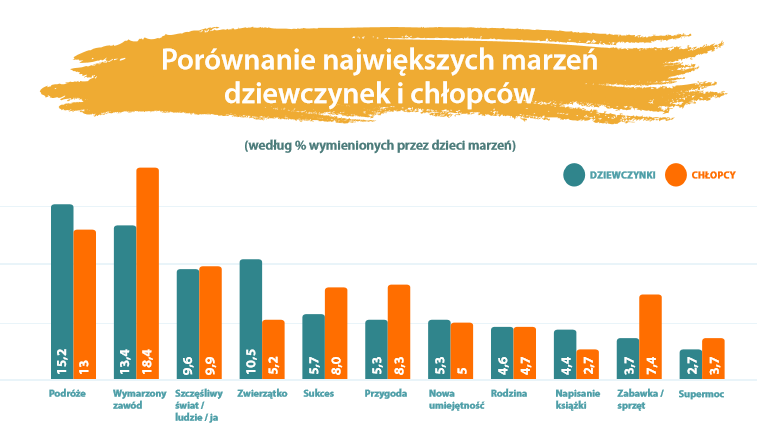 Porównanie największych marzeń
dziewczynek i chłopców
(według % wymienionych przez dzieci marzeń)
DZIEWCZYNKI
CHŁOPCY
15,2
13
13,4
18,4
9,6
9,9
10,5
5,2
5,7
8,0
5,3
8,3
5,3
5
4,6
4,7
4,4
2,7
3,7
7,4
2,7
3,7
Podróże
Wymarzony
zawód
Szczęśliwy
świat /
ludzie / ja
Zwierzątko
Sukces
Przygoda
Nowa
umiejętność
Rodzina
Napisanie
książki
Zabawka /
sprzęt
Supermoc